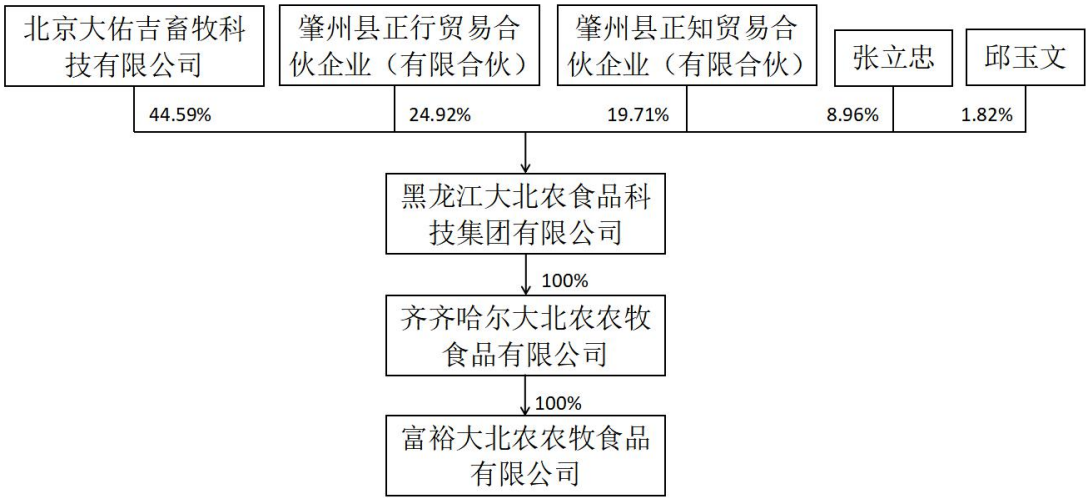 北京大佑吉畜牧科
技有限公司
肇州县正行贸易合
伙企业（有限合伙）
肇州县正知贸易合
伙企业（有限合伙）
张立忠
邱玉文
44.59%
24.92%
19.71%
8.96%
1.82%
黑龙江大北农食品科
技集团有限公司
100%
齐齐哈尔大北农农牧
食品有限公司
100%
富裕大北农农牧食品
有限公司